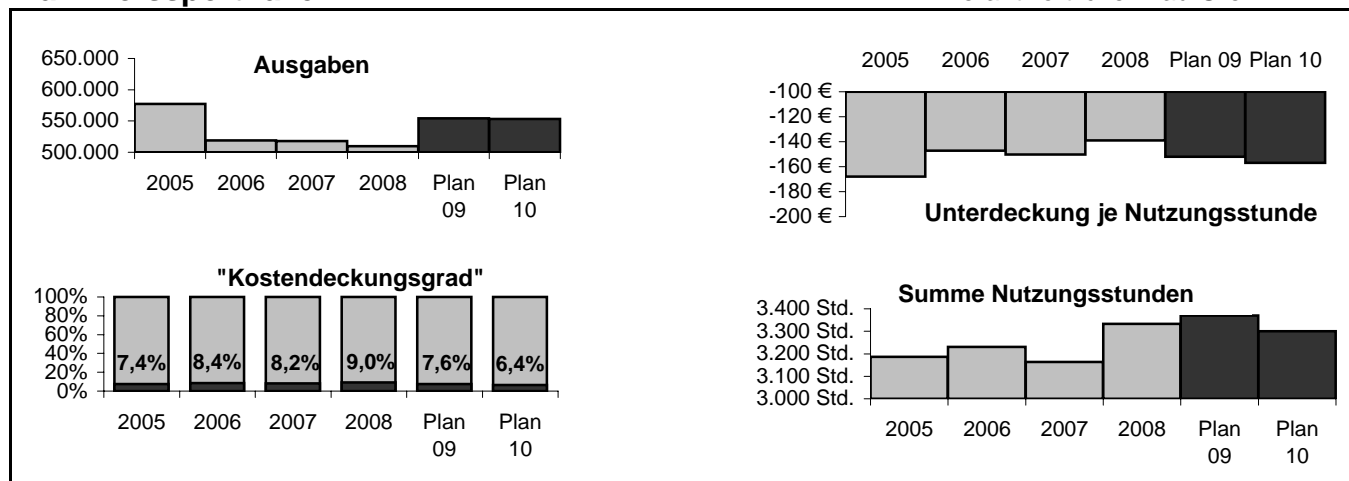 Ausgaben
650.000
600.000
550.000
500.000
2005 2006 2007 2008 Plan 09 Plan 10
2005 2006 2007 2008 Plan 09 Plan 10
-100 €
-120 €
-140 €
-160 €
-180 €
-200 €
Unterdeckung je Nutzungsstunde
"Kostendeckungsgrad"
100%
80%
60%
40%
20%
0%
7,4% 8,4% 8,2% 9,0% 7,6% 6,4%
2005 2006 2007 2008 Plan 09 Plan 10
Summe Nutzungsstunden
3.400 Std.
3.300 Std.
3.200 Std.
3.100 Std.
3.000 Std.
2005 2006 2007 2008 Plan 09 Plan 10